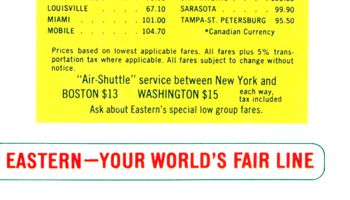 LOUISVILLE . . . . . 67.10 SARASOTA . . . . . 99.90
MIAMI . . . . . . . 101.00 TAMPA-ST. PETERSBURG 95.50
MOBILE . . . . . . 104.70 *Canadian Currency
Prices based on lowest applicable fares. All fares plus 5% trans-
portation tax where applicable. All fares subject to change without
notice.
"Air-Shuttle" service between New York and
BOSTON $13 WASHINGTON $15 each way, tax included
Ask about Eastern's special low group fares.
EASTERN—YOUR WORLD'S FAIR LINE